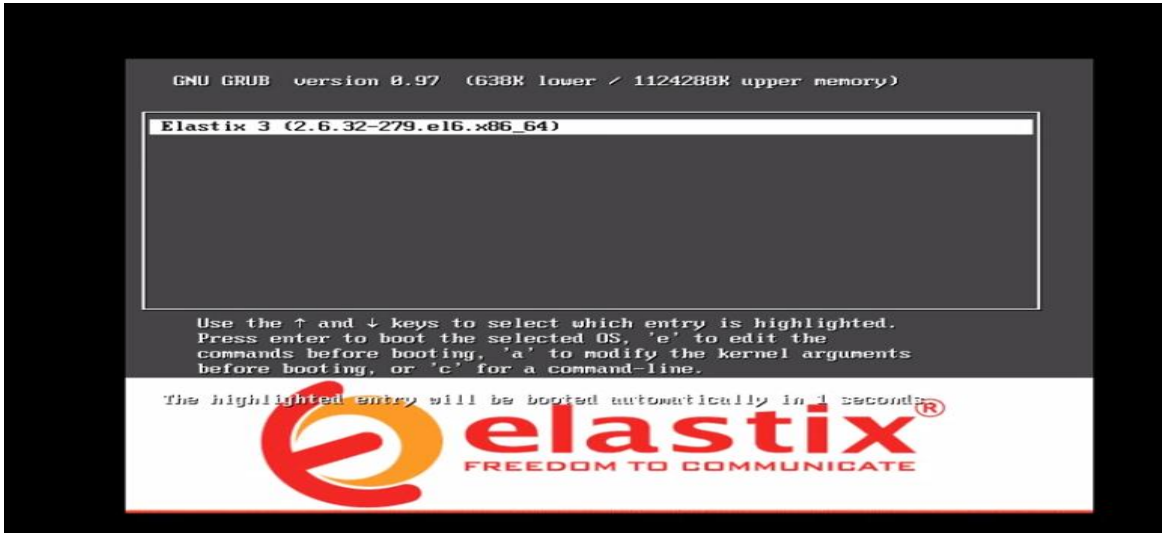 GNU GRUB version 0.97 (638K lower / 1124288K upper memory)
Elastix 3 (2.6.32-279.el6.x86_64)
Use the ↑ and ↓ keys to select which entry is highlighted.
Press enter to boot the selected OS, 'e' to edit the
commands before booting, 'a' to modify the kernel arguments
before booting, or 'c' for a command-line.
The highlighted entry will be booted automatically in 1 seconds.
elastix®
FREEDOM TO COMMUNICATE